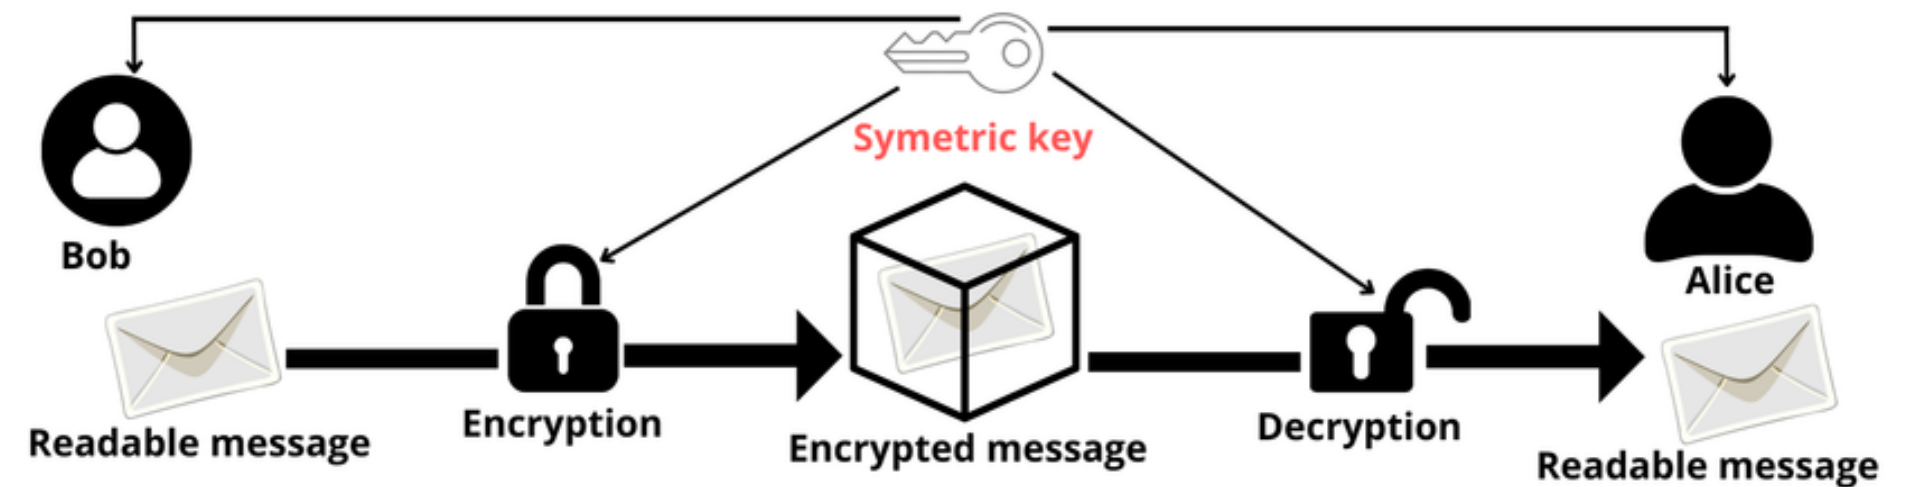 Symetric key
Bob
Alice
Readable message
Encryption
Encrypted message
Decryption
Readable message